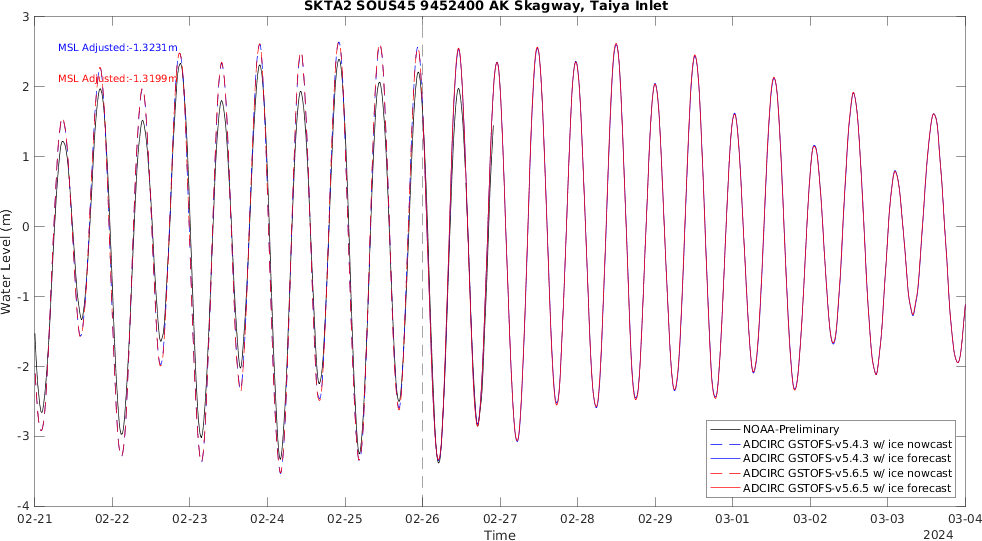 SKTA2 SOUS45 9452400 AK Skagway, Taiya Inlet
MSL Adjusted:-1.3231m
MSL Adjusted:-1.3199m
Water Level (m)
3
2
1
0
-1
-2
-3
-4
NOAA-Preliminary
ADCIRC GSTOFS-v5.4.3 w/ ice nowcast
ADCIRC GSTOFS-v5.4.3 w/ ice forecast
ADCIRC GSTOFS-v5.6.5 w/ ice nowcast
ADCIRC GSTOFS-v5.6.5 w/ ice forecast
02-21 02-22 02-23 02-24 02-25 02-26 02-27 02-28 02-29 03-01 03-02 03-03 03-04
Time
2024